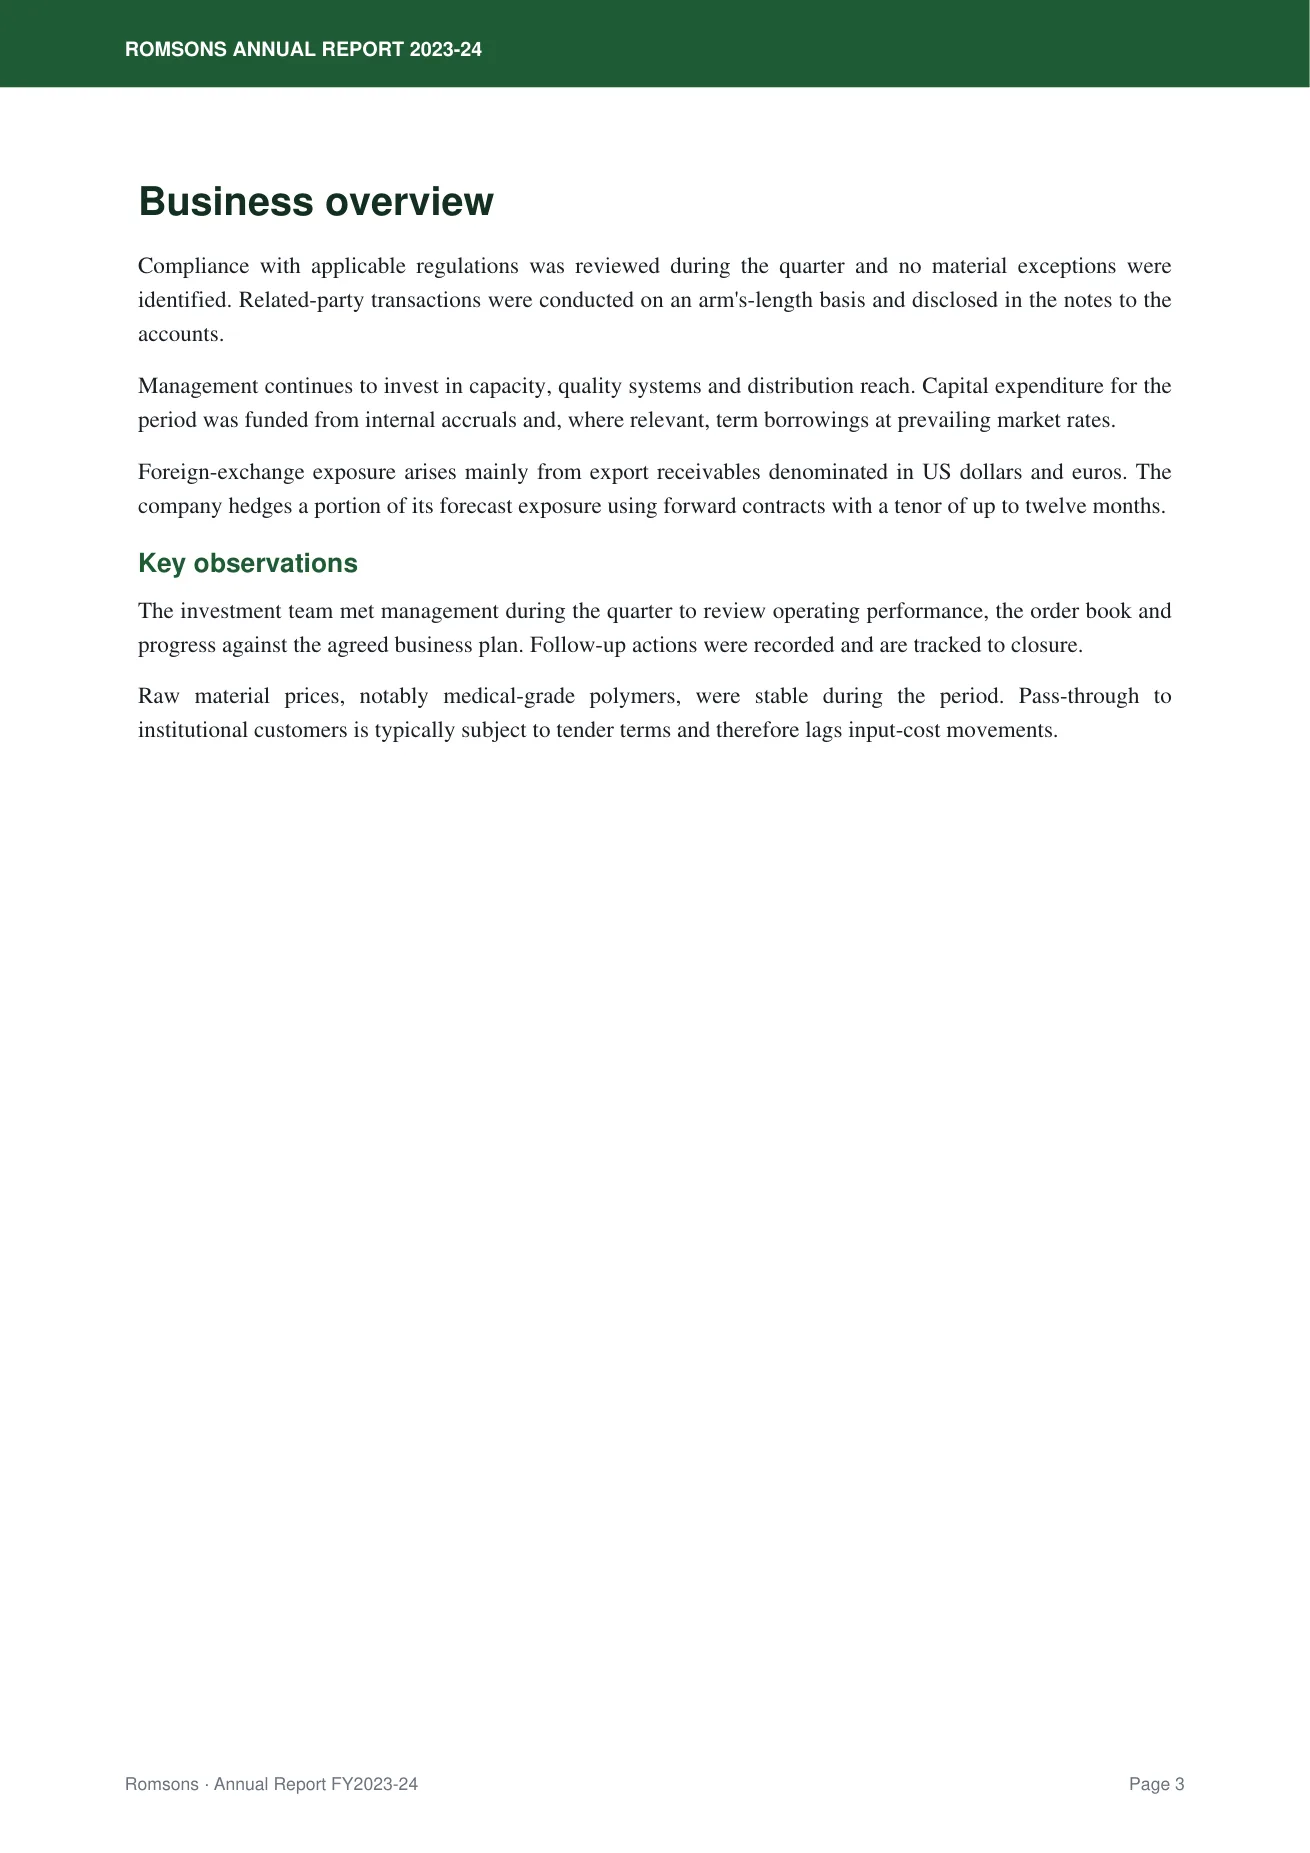 ROMSONS ANNUAL REPORT 2023-24
Business overview
Compliance with applicable regulations was reviewed during the quarter and no material exceptions were
identified. Related-party transactions were conducted on an arm's-length basis and disclosed in the notes to the
accounts.
Management continues to invest in capacity, quality systems and distribution reach. Capital expenditure for the
period was funded from internal accruals and, where relevant, term borrowings at prevailing market rates.
Foreign-exchange exposure arises mainly from export receivables denominated in US dollars and euros. The
company hedges a portion of its forecast exposure using forward contracts with a tenor of up to twelve months.
Key observations
The investment team met management during the quarter to review operating performance, the order book and
progress against the agreed business plan. Follow-up actions were recorded and are tracked to closure.
Raw material prices, notably medical-grade polymers, were stable during the period. Pass-through to
institutional customers is typically subject to tender terms and therefore lags input-cost movements.
Romsons · Annual Report FY2023-24
Page 3